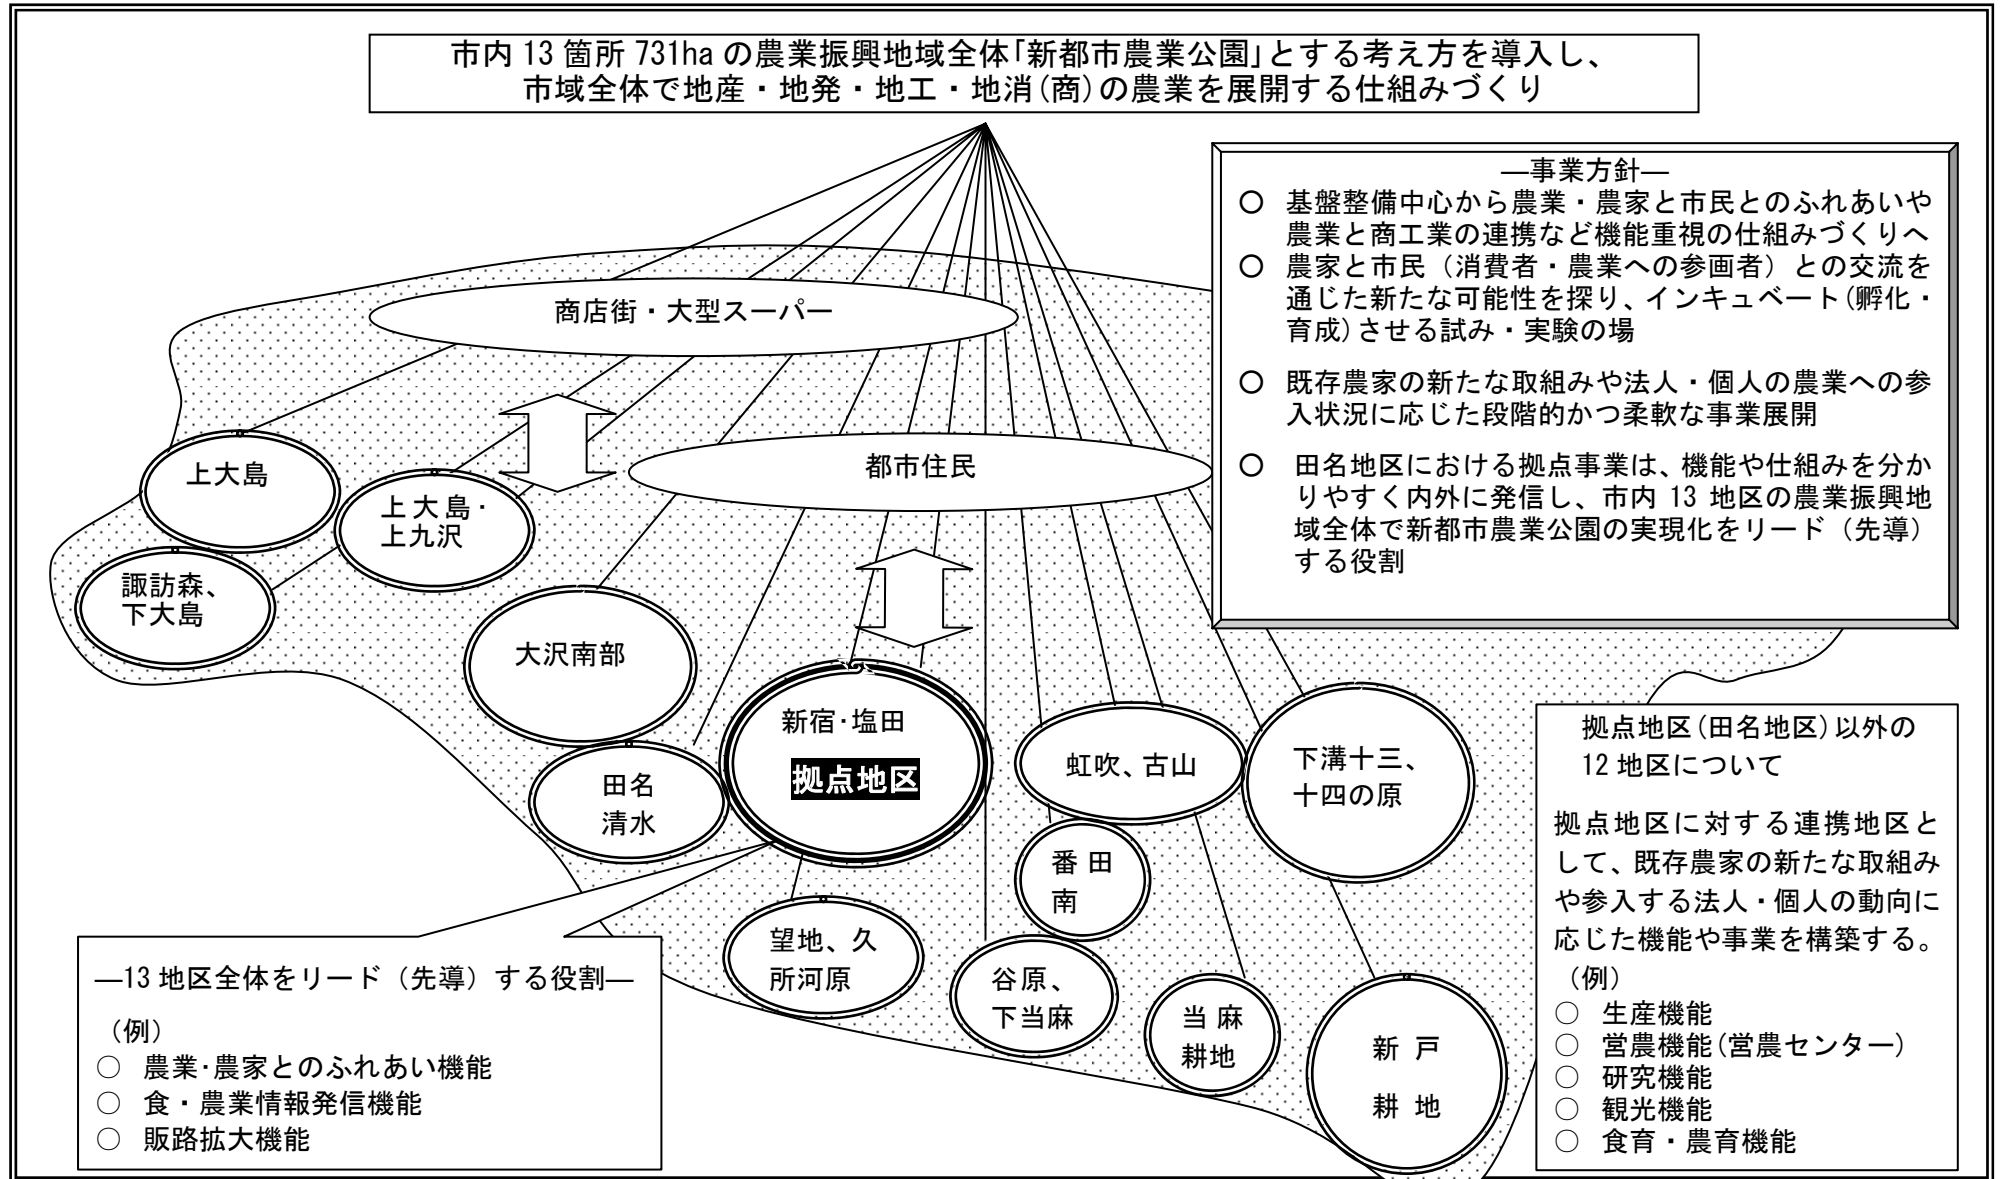 市内 13 箇所 731ha の農業振興地域全体「新都市農業公園」とする考え方を導入し、
市域全体で地産・地発・地工・地消(商)の農業を展開する仕組みづくり
―事業方針―
○ 基盤整備中心から農業・農家と市民とのふれあいや
農業と商工業の連携など機能重視の仕組みづくりへ
○ 農家と市民（消費者・農業への参画者）との交流を
通じた新たな可能性を探り、インキュベート(孵化・
育成)させる試み・実験の場
○ 既存農家の新たな取組みや法人・個人の農業への参
入状況に応じた段階的かつ柔軟な事業展開
○ 田名地区における拠点事業は、機能や仕組みを分か
りやすく内外に発信し、市内 13 地区の農業振興地
域全体で新都市農業公園の実現化をリード（先導）
する役割
商店街・大型スーパー
都市住民
上大島
上大島・
上九沢
諏訪森、
下大島
大沢南部
田名
清水
新宿・塩田
拠点地区
虹吹、古山
下溝十三、
十四の原
番田
南
望地、久
所河原
谷原、
下当麻
当麻
耕地
新戸
耕地
―13 地区全体をリード（先導）する役割―
（例）
○ 農業・農家とのふれあい機能
○ 食・農業情報発信機能
○ 販路拡大機能
拠点地区(田名地区)以外の
12 地区について
拠点地区に対する連携地区と
して、既存農家の新たな取組み
や参入する法人・個人の動向に
応じた機能や事業を構築する。
（例）
○ 生産機能
○ 営農機能(営農センター)
○ 研究機能
○ 観光機能
○ 食育・農育機能